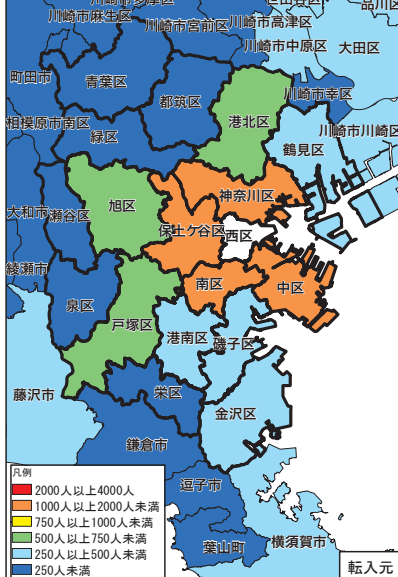 川崎市多摩区
世田谷区
品川区
川崎市麻生区
川崎市宮前区
川崎市高津区
川崎市中原区
大田区
町田市
青葉区
都筑区
港北区
川崎市幸区
相模原市南区
緑区
川崎市川崎区
鶴見区
旭区
神奈川区
大和市
瀬谷区
保土ケ谷区
西区
綾瀬市
泉区
南区
中区
戸塚区
港南区
磯子区
藤沢市
栄区
金沢区
鎌倉市
逗子市
葉山町
横須賀市
凡例
2000人以上4000人
1000人以上2000人未満
750人以上1000人未満
500人以上750人未満
250人以上500人未満
250人未満
転入元